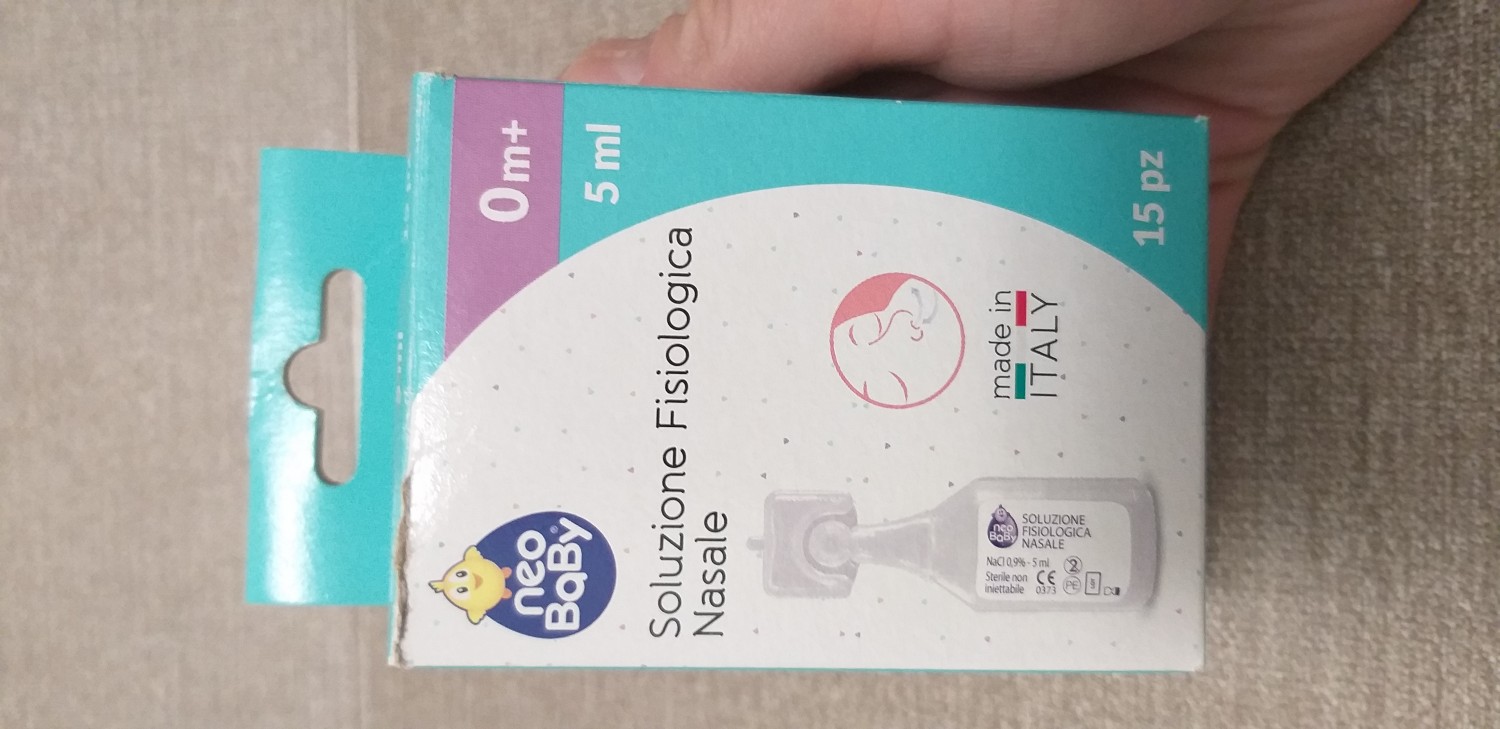 0m+
5 ml
neo
BaBy®
Soluzione Fisiologica
Nasale
made in
ITALY
15 pz
neo
BaBy
SOLUZIONE
FISIOLOGICA
NASALE
NaCl 0,9% - 5 ml
Sterile non
iniettabile
CE
0373
2
PE